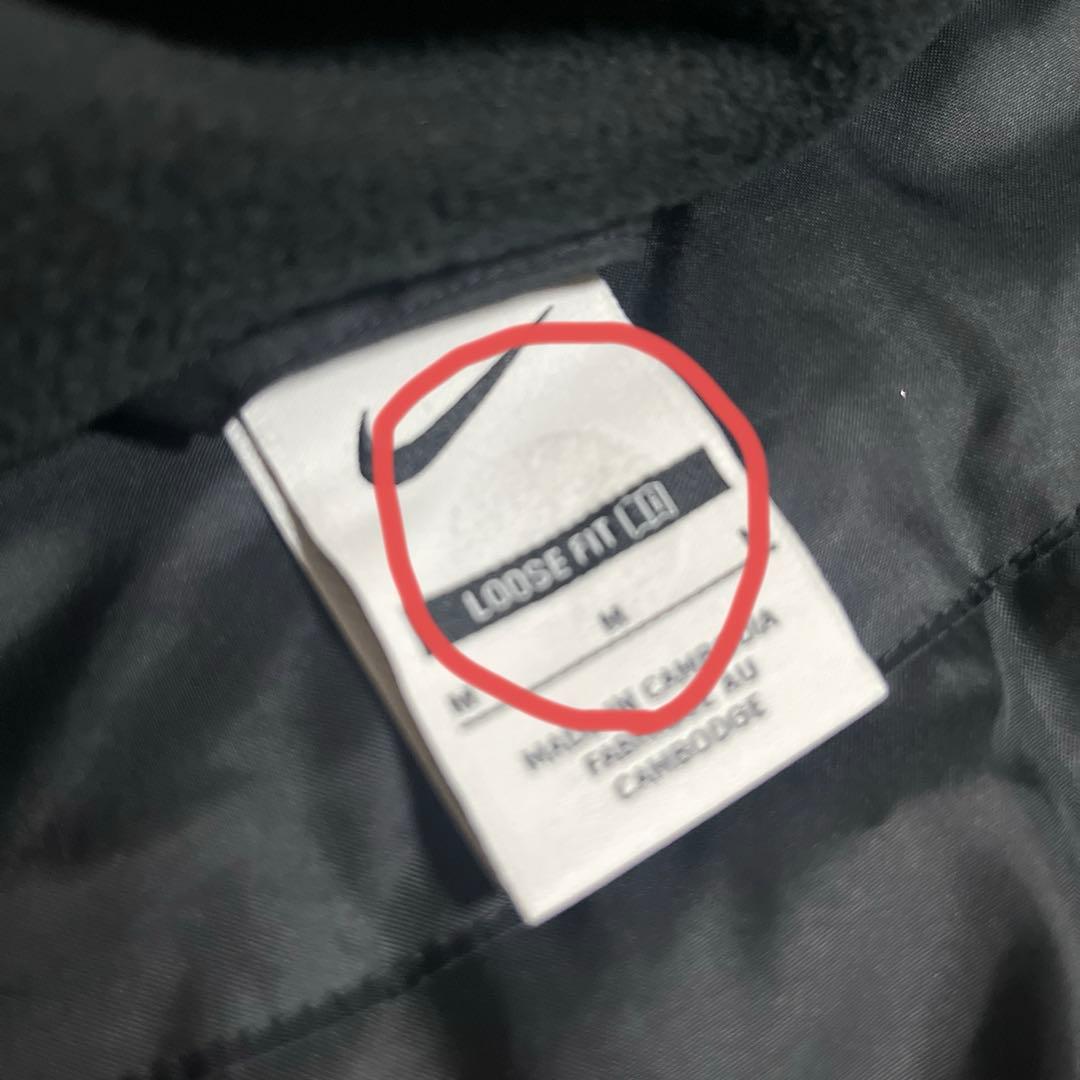 LOOSE FIT
M
M
MADE IN CAMBODIA
FABRIQUÉ AU
CAMBODGE